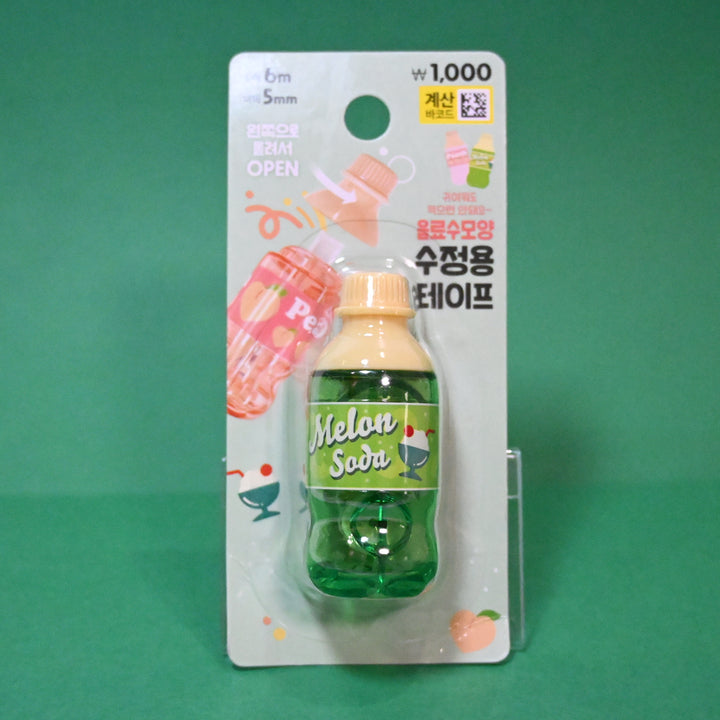 6m
5mm
₩1,000
계산
바코드
왼쪽으로
돌려서
OPEN
귀여워도
먹으면 안돼요~
음료수모양
수정용
테이프
Melon
Soda